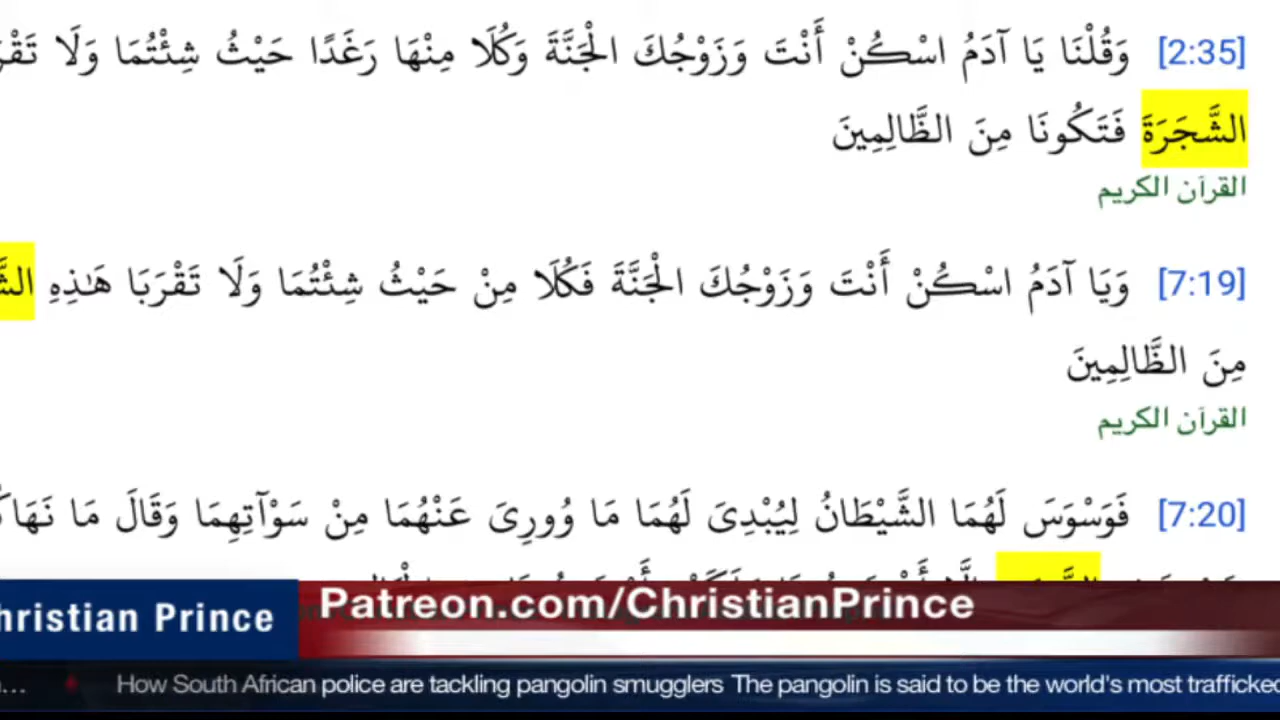 [2:35] وَقُلْنَا يَا آدَمُ اسْكُنْ أَنْتَ وَزَوْجُكَ الْجَنَّةَ وَكُلَا مِنْهَا رَغَدًا حَيْثُ شِئْتُمَا وَلَا
الشَّجَرَةَ فَتَكُونَا مِنَ الظَّالِمِينَ
القرآن الكريم
[7:19] وَيَا آدَمُ اسْكُنْ أَنْتَ وَزَوْجُكَ الْجَنَّةَ فَكُلَا مِنْ حَيْثُ شِئْتُمَا وَلَا تَقْرَبَا هَٰذِهِ
مِنَ الظَّالِمِينَ
القرآن الكريم
[7:20] فَوَسْوَسَ لَهُمَا الشَّيْطَانُ لِيُبْدِيَ لَهُمَا مَا وُورِيَ عَنْهُمَا مِنْ سَوْآتِهِمَا وَقَالَ مَا
hristian Prince
Patreon.com/ChristianPrince
How South African police are tackling pangolin smugglers The pangolin is said to be the world's most trafficked